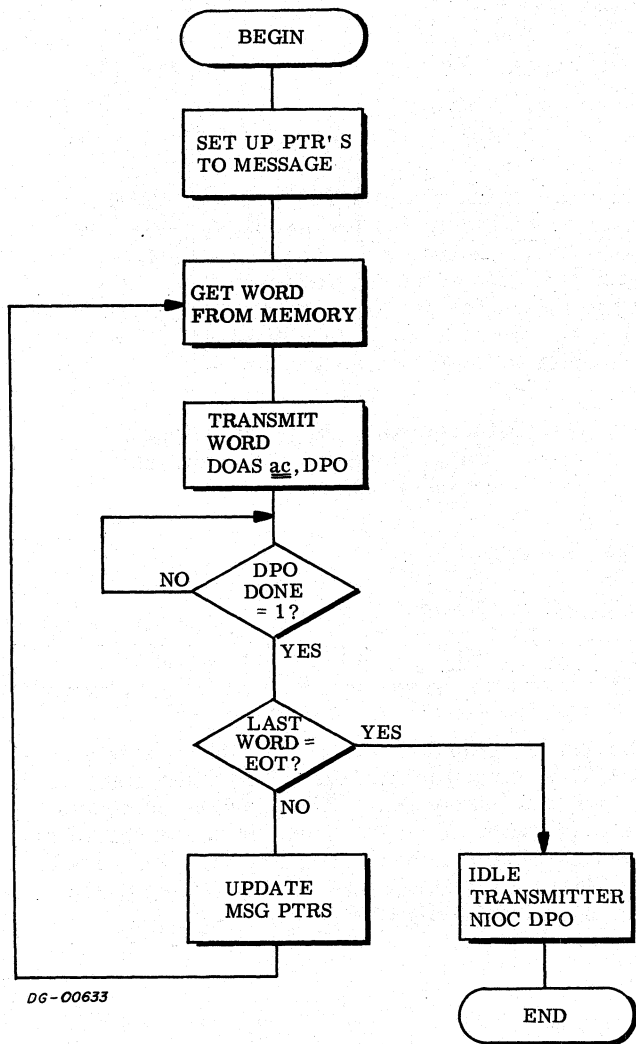 BEGIN
SET UP PTR' S
TO MESSAGE
GET WORD
FROM MEMORY
TRANSMIT
WORD
DOAS ac, DPO
NO
DPO
DONE
= 1?
YES
LAST
WORD =
EOT?
YES
NO
UPDATE
MSG PTRS
IDLE
TRANSMITTER
NIOC DPO
END
DG-00633